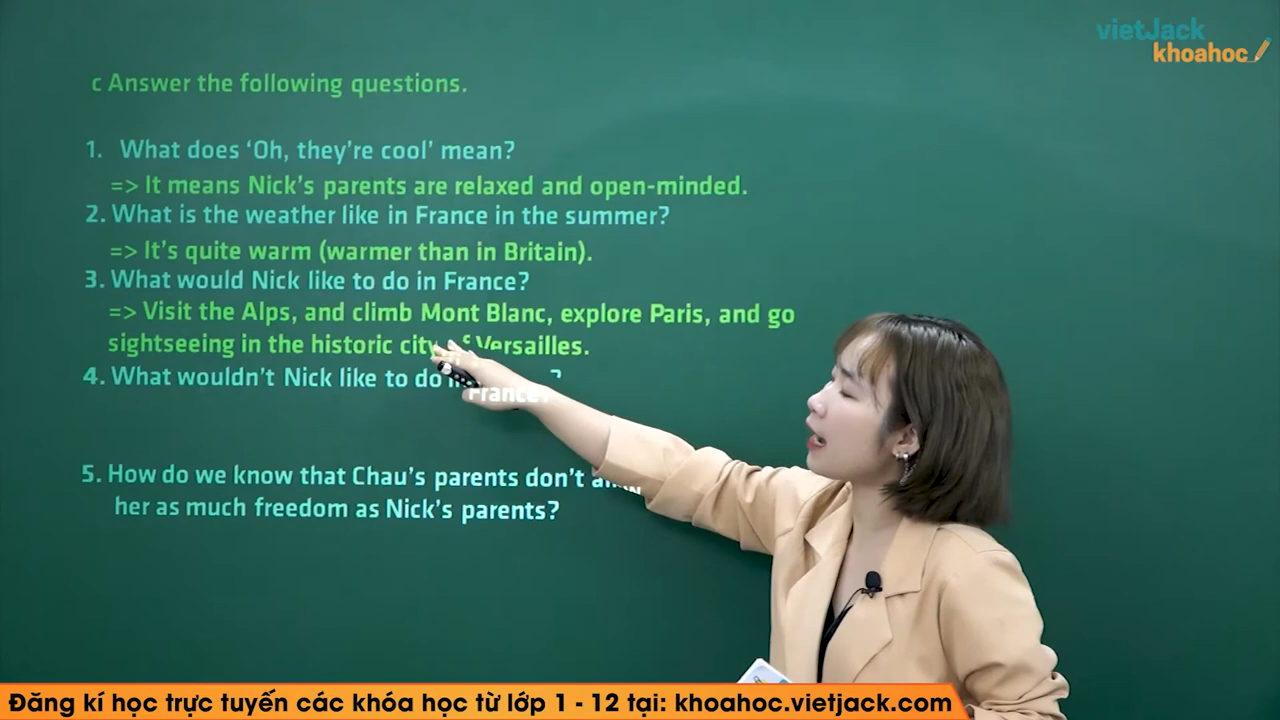 vietJack
khoahoc
c Answer the following questions.
1. What does ‘Oh, they’re cool’ mean?
=> It means Nick’s parents are relaxed and open-minded.
2. What is the weather like in France in the summer?
=> It’s quite warm (warmer than in Britain).
3. What would Nick like to do in France?
=> Visit the Alps, and climb Mont Blanc, explore Paris, and go
sightseeing in the historic city of Versailles.
4. What wouldn’t Nick like to do in France?
5. How do we know that Chau’s parents don’t allow
her as much freedom as Nick’s parents?
Đăng kí học trực tuyến các khóa học từ lớp 1 - 12 tại: khoahoc.vietjack.com